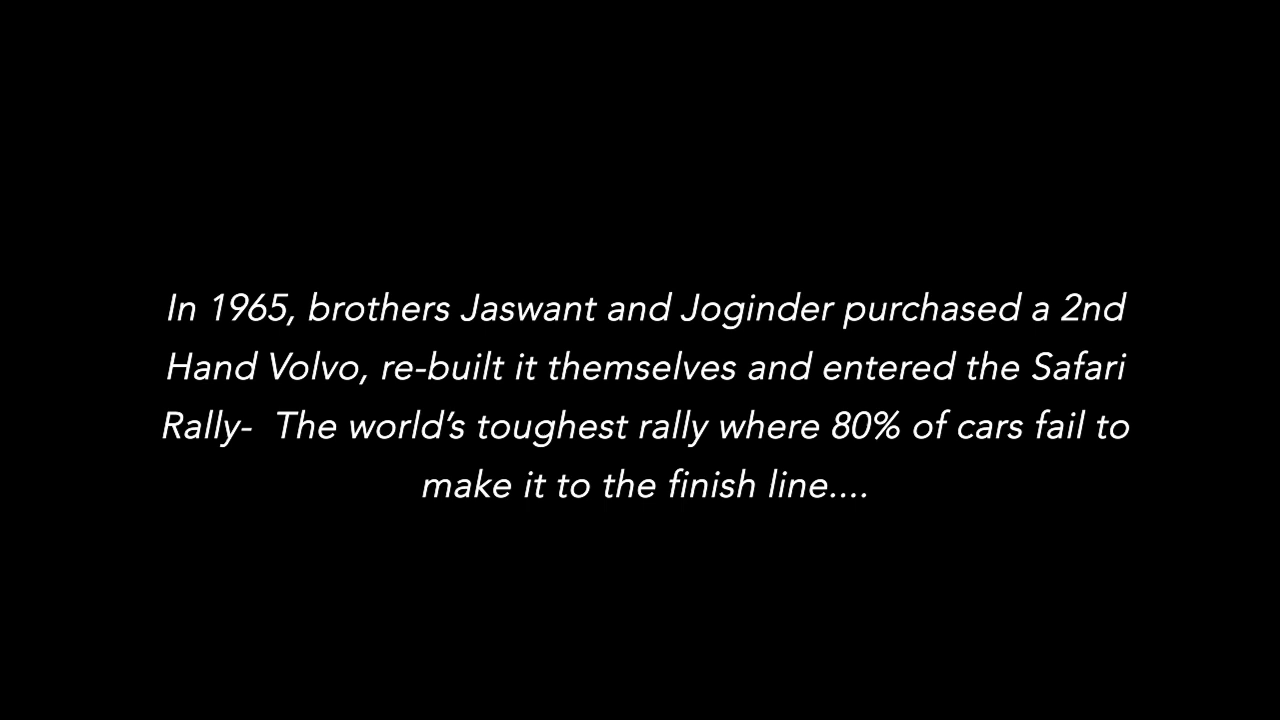 In 1965, brothers Jaswant and Joginder purchased a 2nd
Hand Volvo, re-built it themselves and entered the Safari
Rally-  The world’s toughest rally where 80% of cars fail to
make it to the finish line....